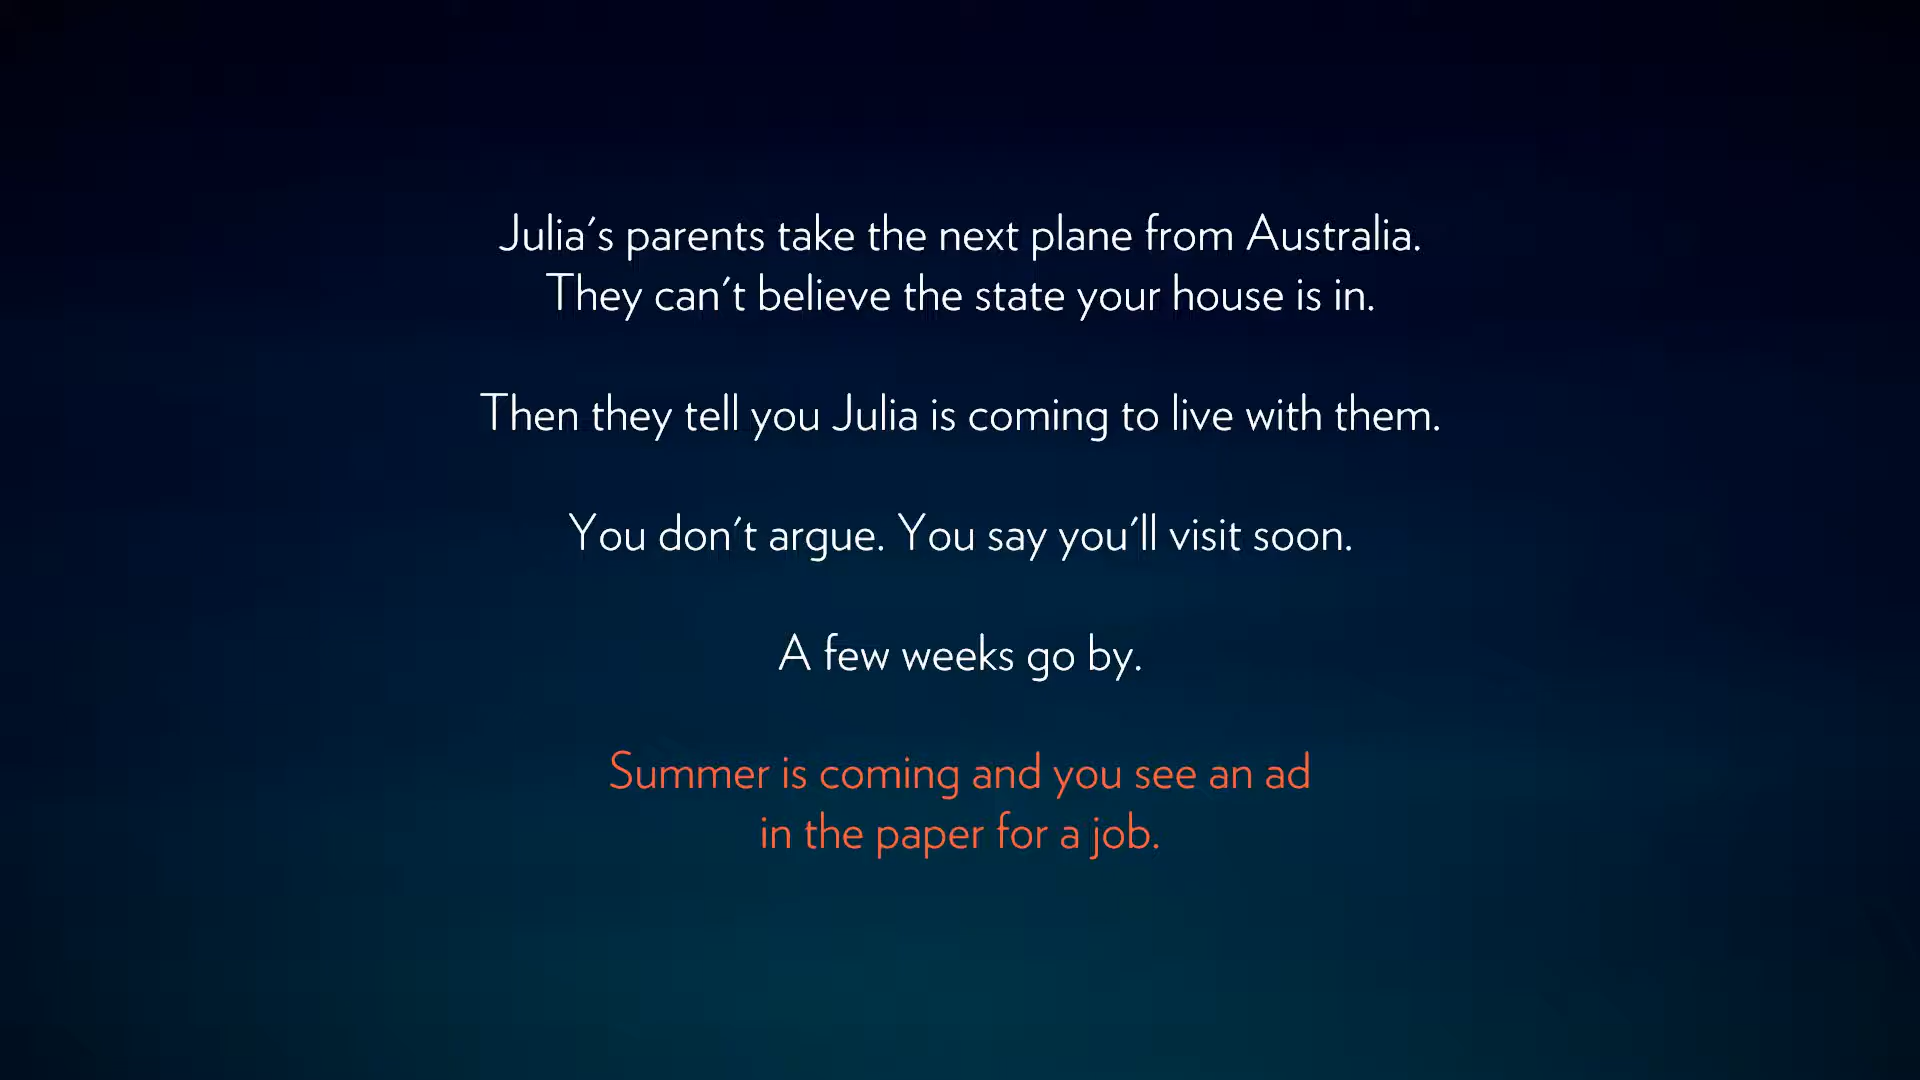 Julia's parents take the next plane from Australia.
They can't believe the state your house is in.
Then they tell you Julia is coming to live with them.
You don't argue. You say you'll visit soon.
A few weeks go by.
Summer is coming and you see an ad
in the paper for a job.